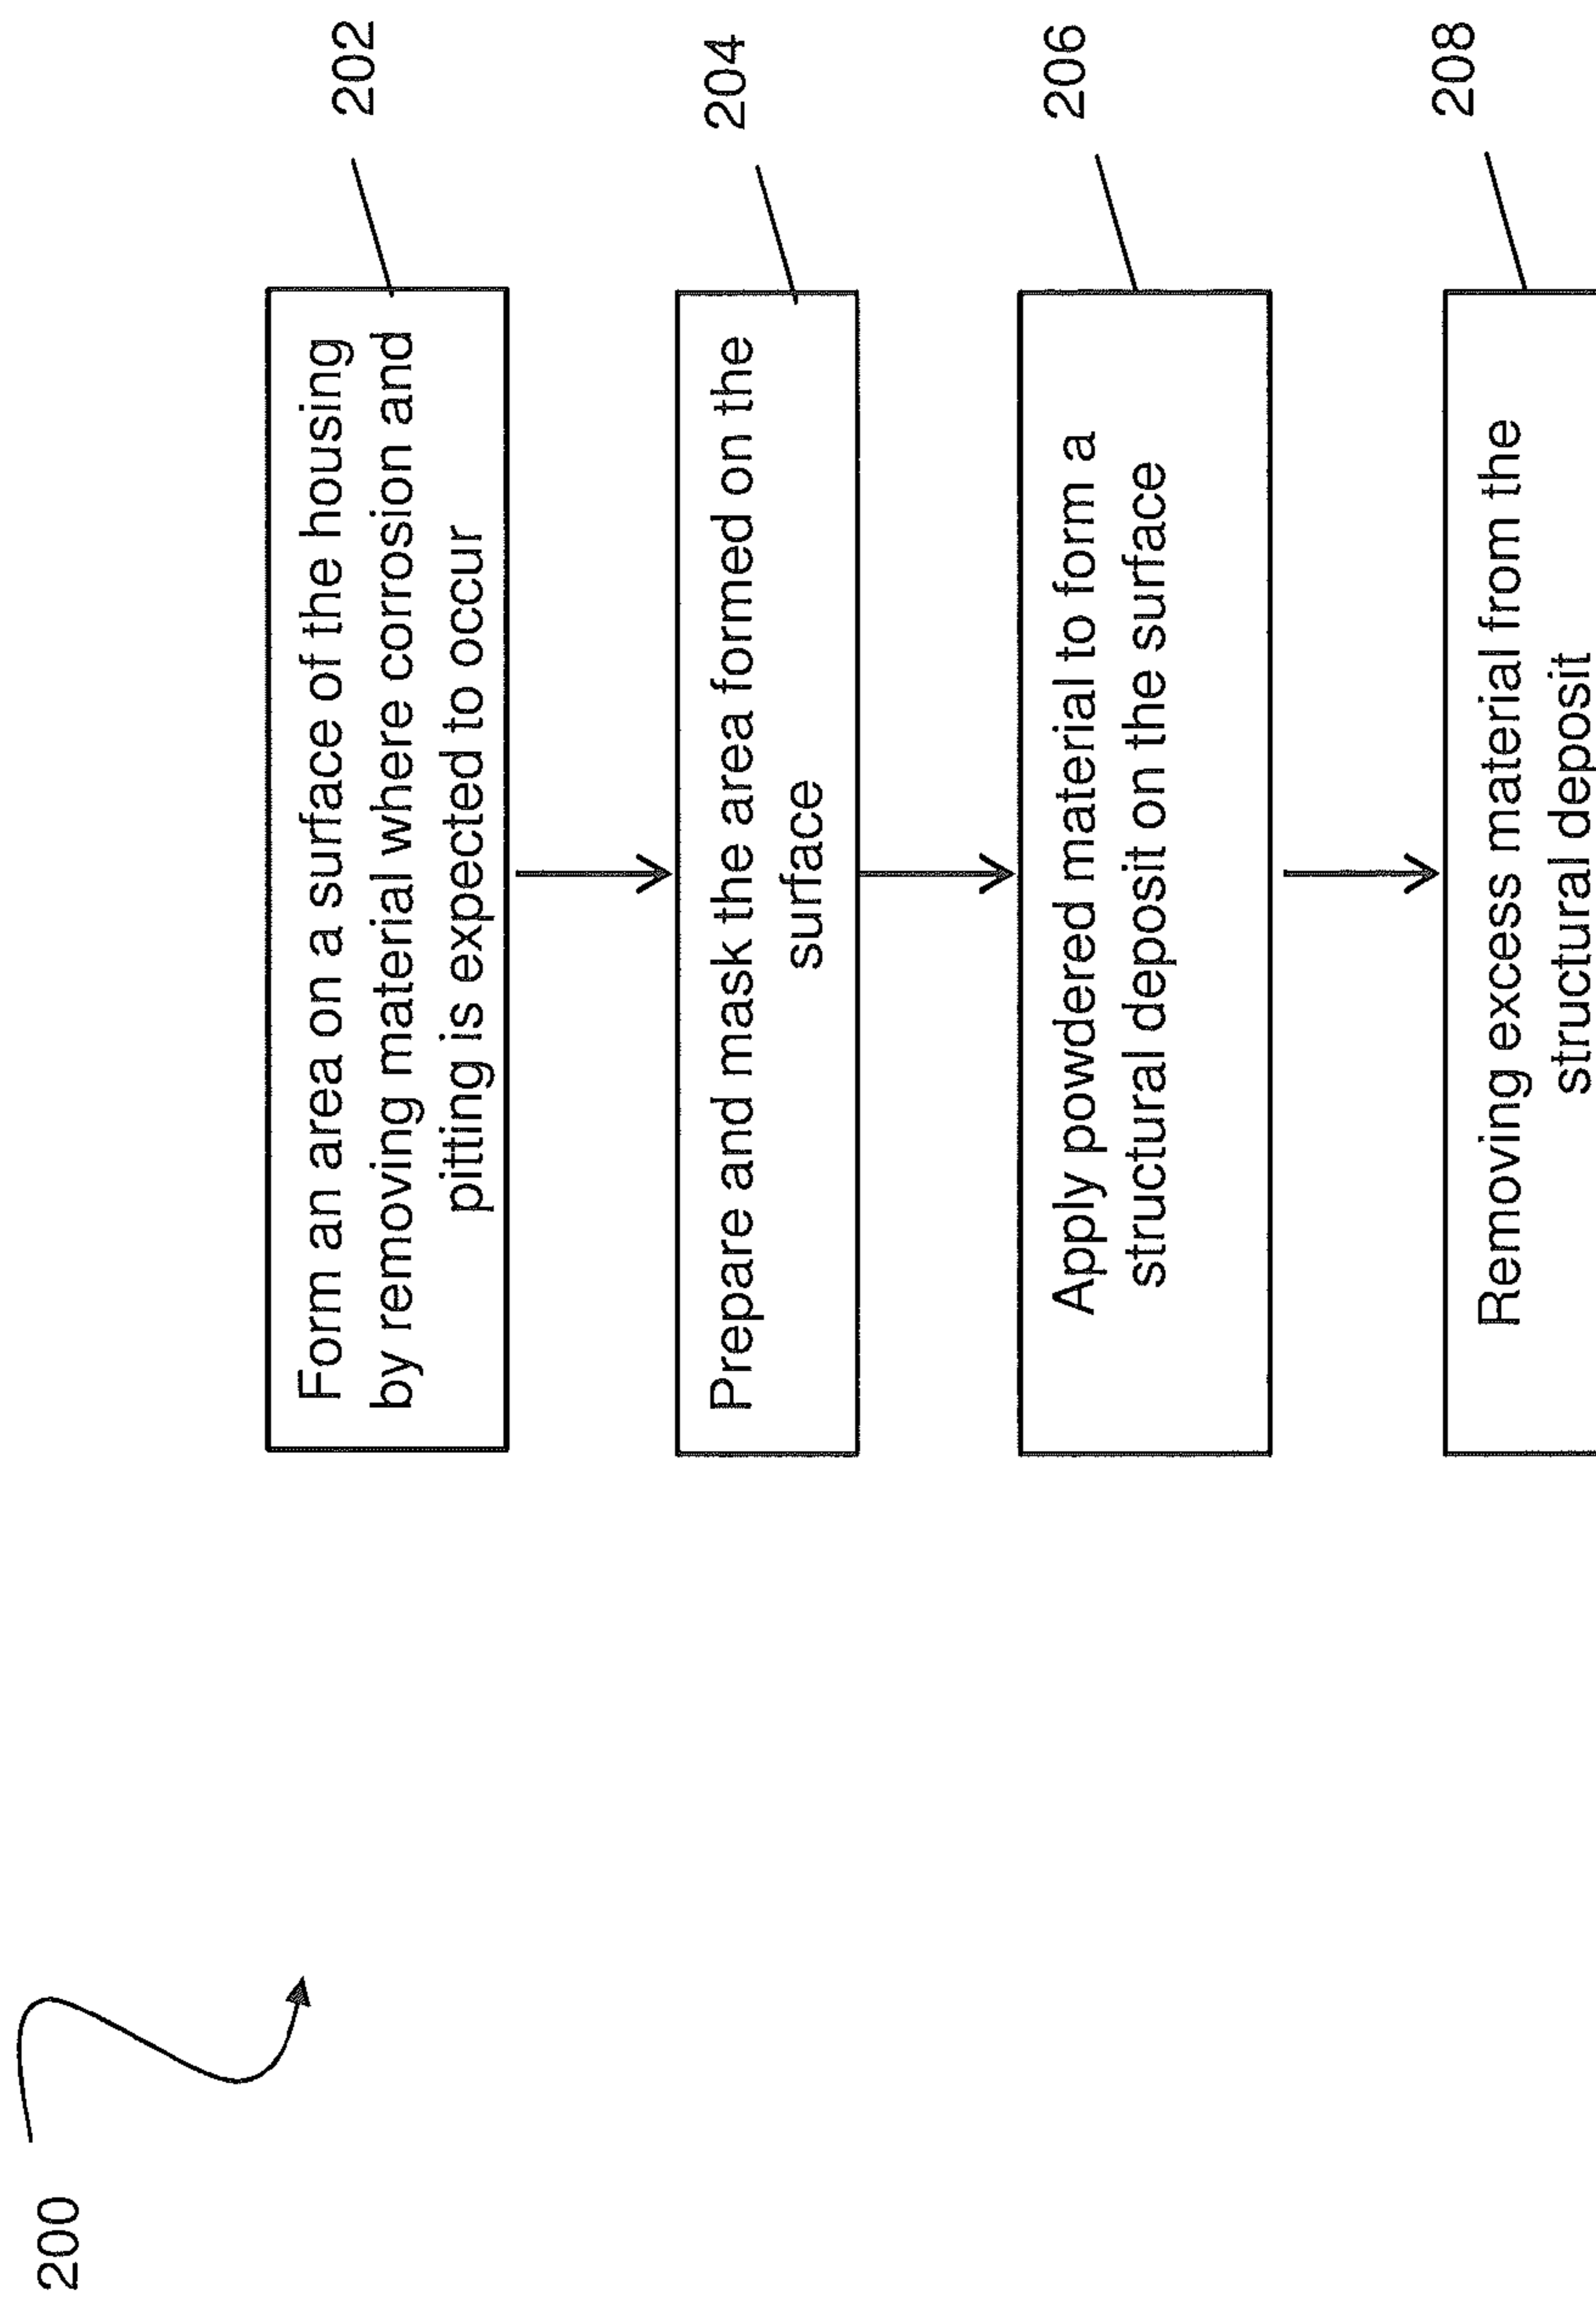 200
Form an area on a surface of the housing
by removing material where corrosion and
pitting is expected to occur
202
Prepare and mask the area formed on the
surface
204
Apply powdered material to form a
structural deposit on the surface
206
Removing excess material from the
structural deposit
208